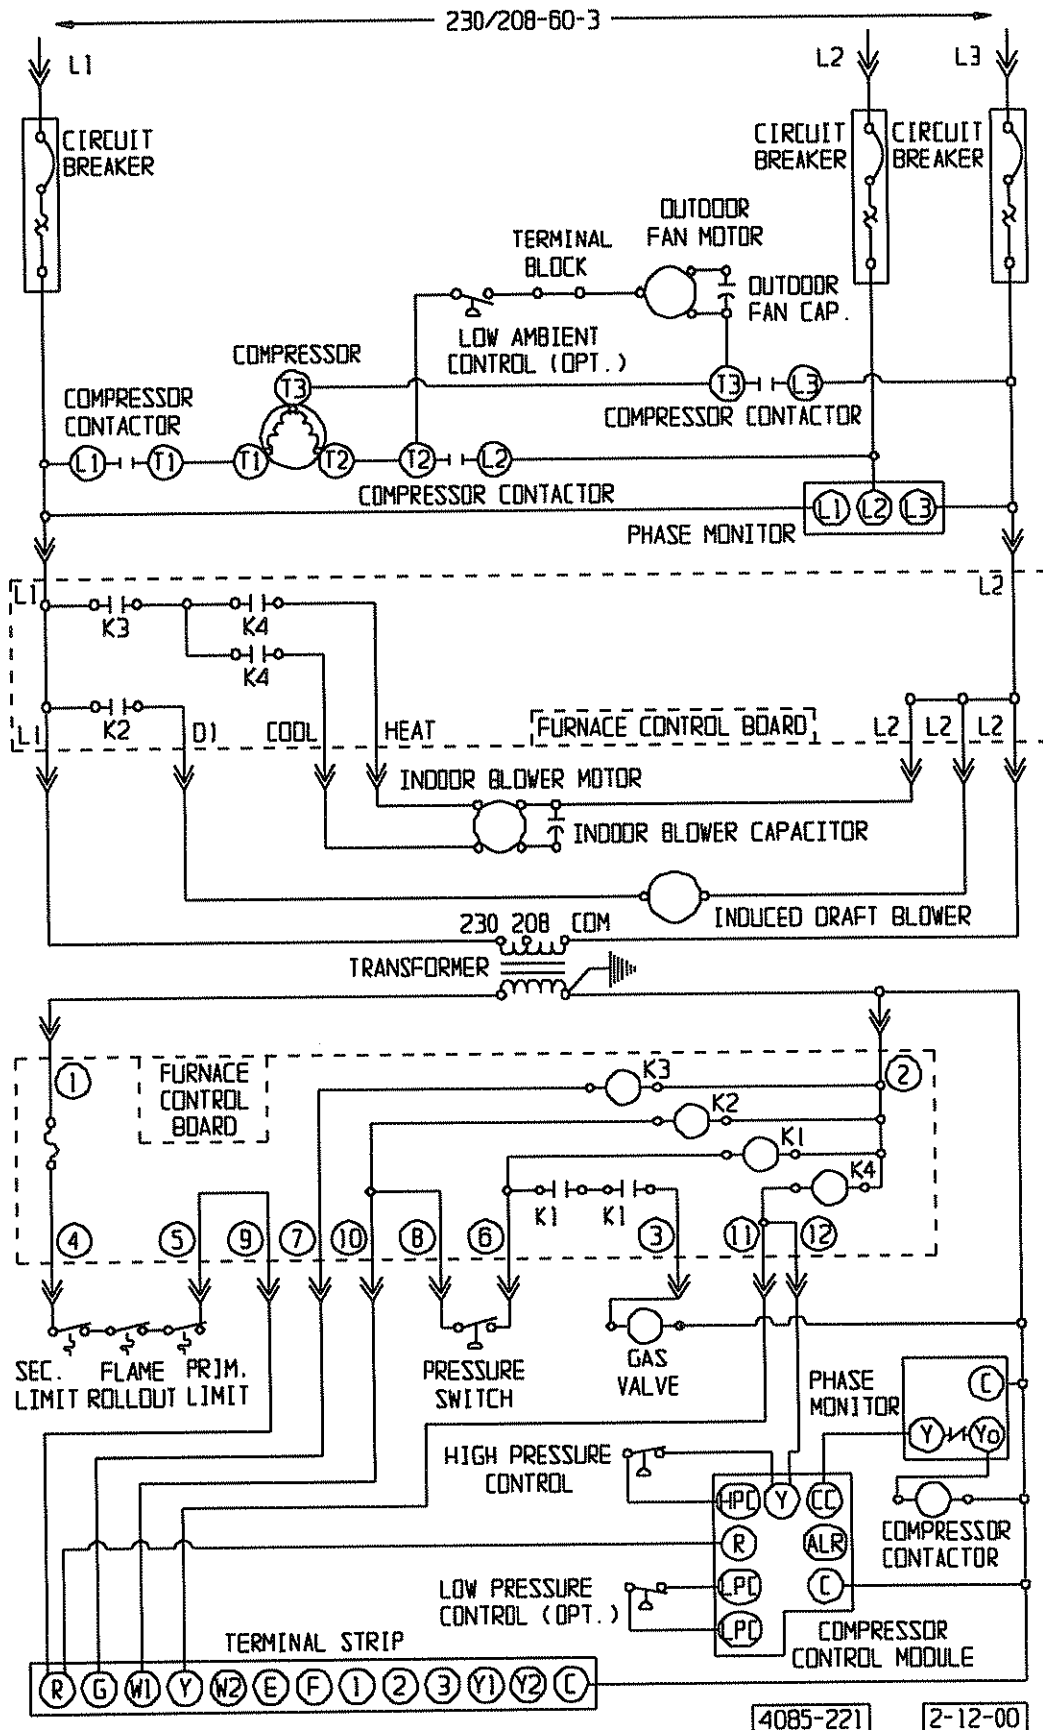 230/208-60-3
L1
L2
L3
CIRCUIT
BREAKER
CIRCUIT
BREAKER
CIRCUIT
BREAKER
OUTDOOR
FAN MOTOR
TERMINAL
BLOCK
OUTDOOR
FAN CAP.
LOW AMBIENT
CONTROL (OPT.)
COMPRESSOR
T3
T3
L3
COMPRESSOR
CONTACTOR
COMPRESSOR CONTACTOR
L1
T1
T1
T2
T2
L2
COMPRESSOR CONTACTOR
L1
L2
L3
PHASE MONITOR
L1
L2
K3
K4
K4
K2
L1
D1
COOL
HEAT
FURNACE CONTROL BOARD
L2
L2
L2
INDOOR BLOWER MOTOR
INDOOR BLOWER CAPACITOR
INDUCED DRAFT BLOWER
230 208 COM
TRANSFORMER
1
FURNACE
CONTROL
BOARD
K3
2
K2
K1
K4
K1
K1
4
5
9
7
10
8
6
3
11
12
SEC.
LIMIT
FLAME
ROLLOUT
PRIM.
LIMIT
PRESSURE
SWITCH
GAS
VALVE
PHASE
MONITOR
C
Y
Yo
HIGH PRESSURE
CONTROL
HPC
Y
CC
COMPRESSOR
CONTACTOR
R
ALR
LOW PRESSURE
CONTROL (OPT.)
LPC
C
LPC
COMPRESSOR
CONTROL MODULE
TERMINAL STRIP
R G W1 Y W2 E F 1 2 3 Y1 Y2 C
4085-221
2-12-00